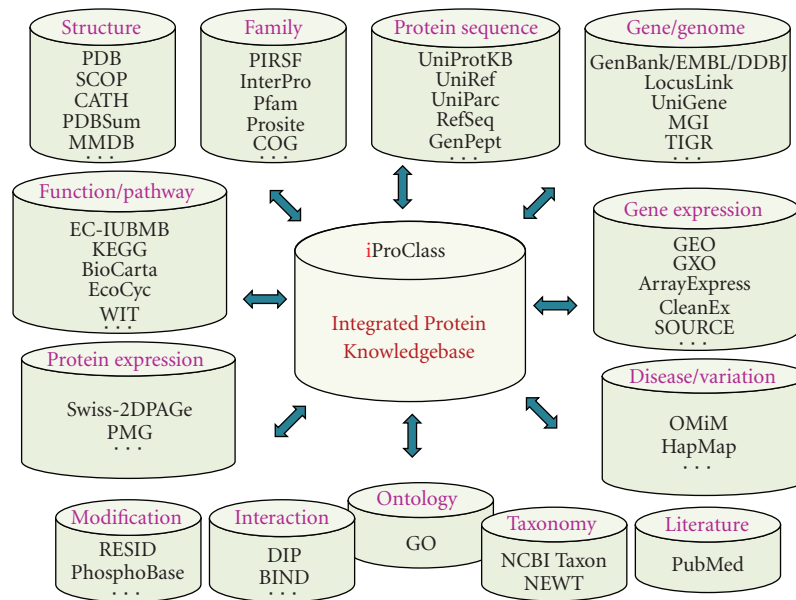 Structure
PDB
SCOP
CATH
PDBSum
MMDB
. . .
Family
PIRSF
InterPro
Pfam
Prosite
COG
. . .
Protein sequence
UniProtKB
UniRef
UniParc
RefSeq
GenPept
. . .
Gene/genome
GenBank/EMBL/DDBJ
LocusLink
UniGene
MGI
TIGR
. . .
Function/pathway
EC-IUBMB
KEGG
BioCarta
EcoCyc
WIT
. . .
iProClass
Integrated Protein
Knowledgebase
Gene expression
GEO
GXO
ArrayExpress
CleanEx
SOURCE
. . .
Protein expression
Swiss-2DPAGe
PMG
. . .
Disease/variation
OMiM
HapMap
. . .
Modification
RESID
PhosphoBase
. . .
Interaction
DIP
BIND
. . .
Ontology
GO
Taxonomy
NCBI Taxon
NEWT
Literature
PubMed